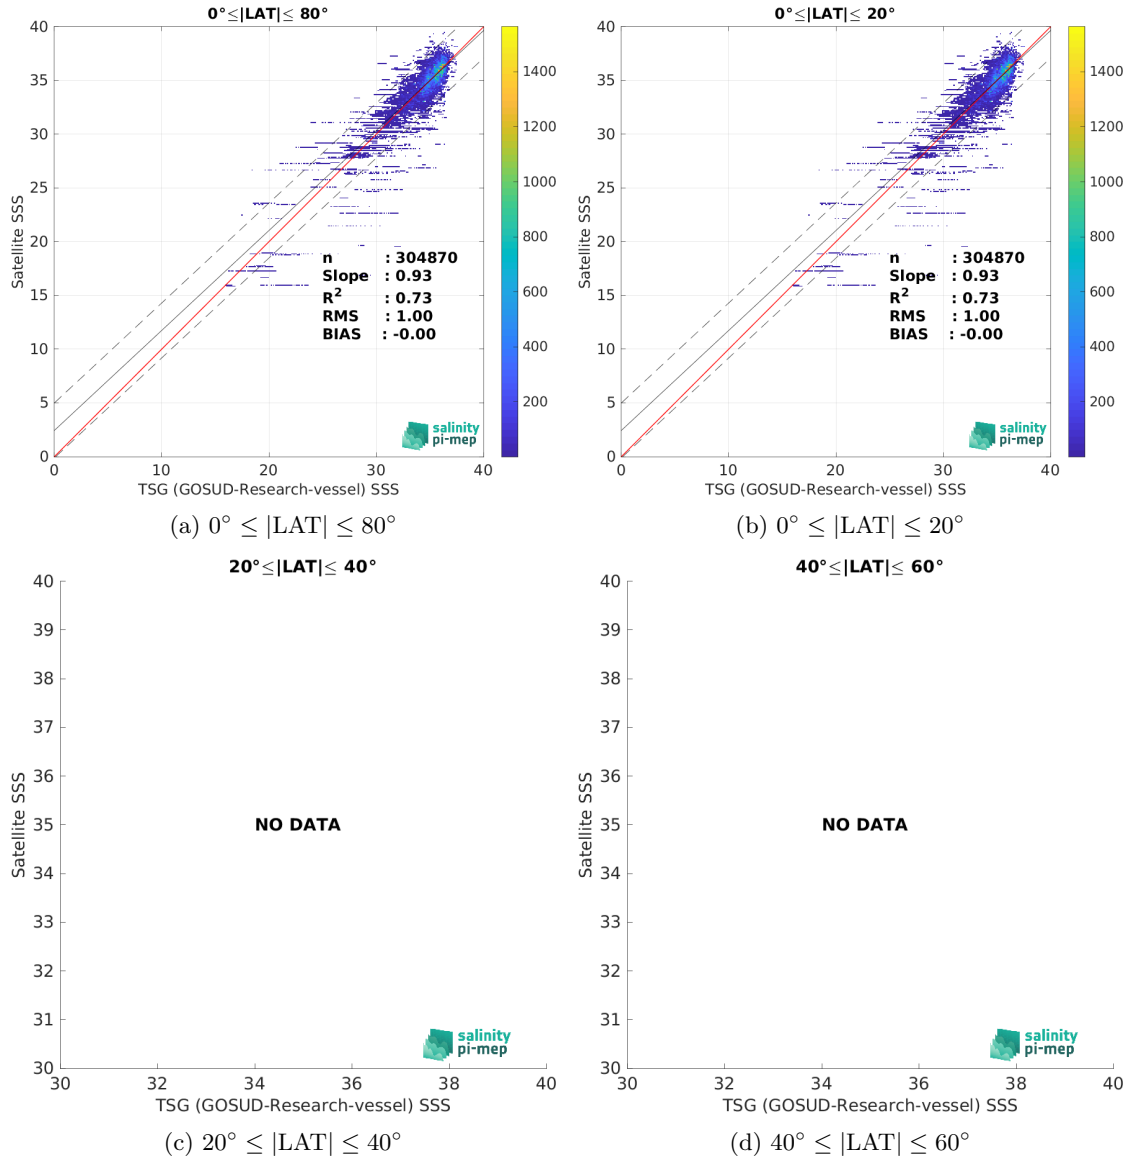 0°≤|LAT|≤ 80°
Satellite SSS
40
35
30
25
20
15
10
5
0
0
10
20
30
40
TSG (GOSUD-Research-vessel) SSS
n : 304870
Slope : 0.93
R² : 0.73
RMS : 1.00
BIAS : -0.00
salinity
pi-mep
1400
1200
1000
800
600
400
200
(a) 0° ≤ |LAT| ≤ 80°
0°≤|LAT|≤ 20°
Satellite SSS
40
35
30
25
20
15
10
5
0
0
10
20
30
40
TSG (GOSUD-Research-vessel) SSS
n : 304870
Slope : 0.93
R² : 0.73
RMS : 1.00
BIAS : -0.00
salinity
pi-mep
1400
1200
1000
800
600
400
200
(b) 0° ≤ |LAT| ≤ 20°
20°≤|LAT|≤ 40°
Satellite SSS
40
39
38
37
36
35
34
33
32
31
30
NO DATA
salinity
pi-mep
30
32
34
36
38
40
TSG (GOSUD-Research-vessel) SSS
(c) 20° ≤ |LAT| ≤ 40°
40°≤|LAT|≤ 60°
Satellite SSS
40
39
38
37
36
35
34
33
32
31
30
NO DATA
salinity
pi-mep
30
32
34
36
38
40
TSG (GOSUD-Research-vessel) SSS
(d) 40° ≤ |LAT| ≤ 60°